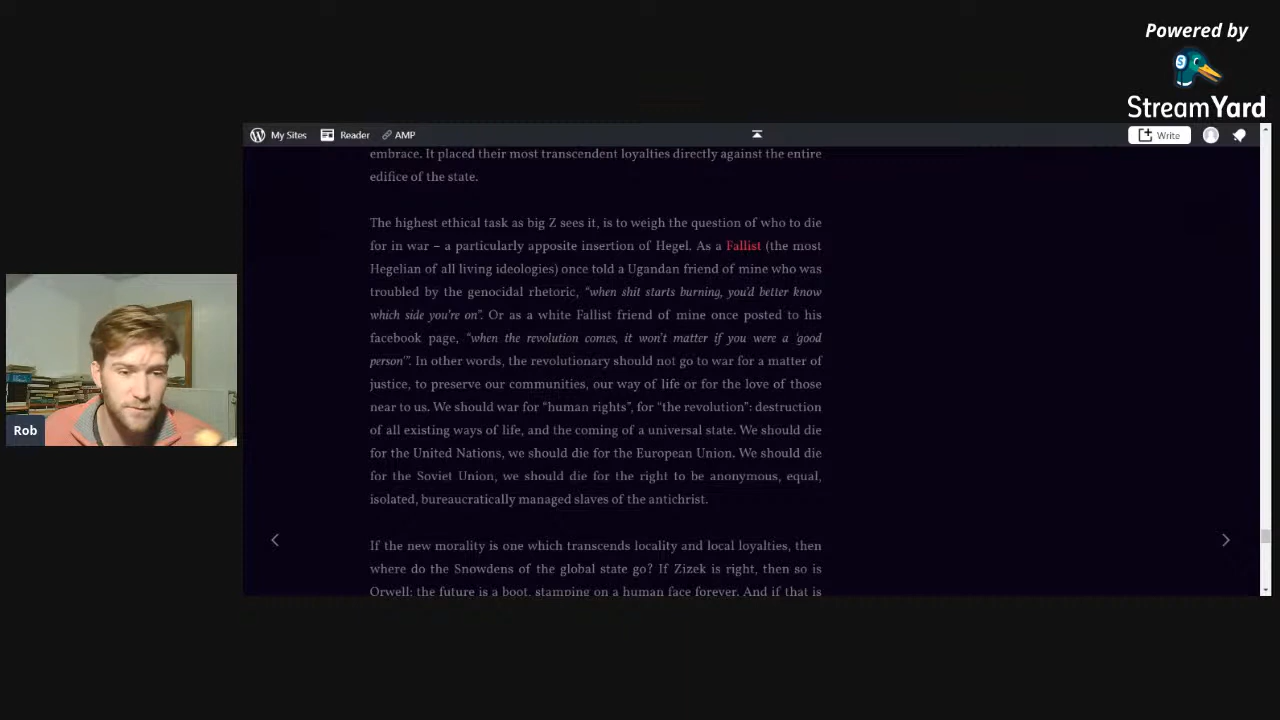 Powered by
StreamYard
My Sites
Reader
AMP
Write
embrace. It placed their most transcendent loyalties directly against the entire
edifice of the state.
The highest ethical task as big Z sees it, is to weigh the question of who to die
for in war – a particularly apposite insertion of Hegel. As a Fallist (the most
Hegelian of all living ideologies) once told a Ugandan friend of mine who was
troubled by the genocidal rhetoric, “when shit starts burning, you’d better know
which side you’re on”. Or as a white Fallist friend of mine once posted to his
facebook page, “when the revolution comes, it won’t matter if you were a ‘good
person’”. In other words, the revolutionary should not go to war for a matter of
justice, to preserve our communities, our way of life or for the love of those
near to us. We should war for “human rights”, for “the revolution”: destruction
of all existing ways of life, and the coming of a universal state. We should die
for the United Nations, we should die for the European Union. We should die
for the Soviet Union, we should die for the right to be anonymous, equal,
isolated, bureaucratically managed slaves of the antichrist.
If the new morality is one which transcends locality and local loyalties, then
where do the Snowdens of the global state go? If Zizek is right, then so is
Orwell: the future is a boot, stamping on a human face forever. And if that is
Rob